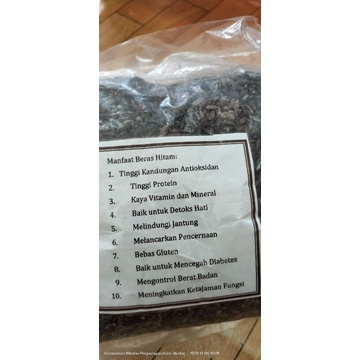 Manfaat Beras Hitam:
1. Tinggi Kandungan Antioksidan
2. Tinggi Protein
3. Kaya Vitamin dan Mineral
4. Baik untuk Detoks Hati
5. Melindungi Jantung
6. Melancarkan Pencernaan
7. Bebas Gluten
8. Baik untuk Mencegah Diabetes
9. Mengontrol Berat Badan
10. Meningkatkan Ketajaman Fungsi